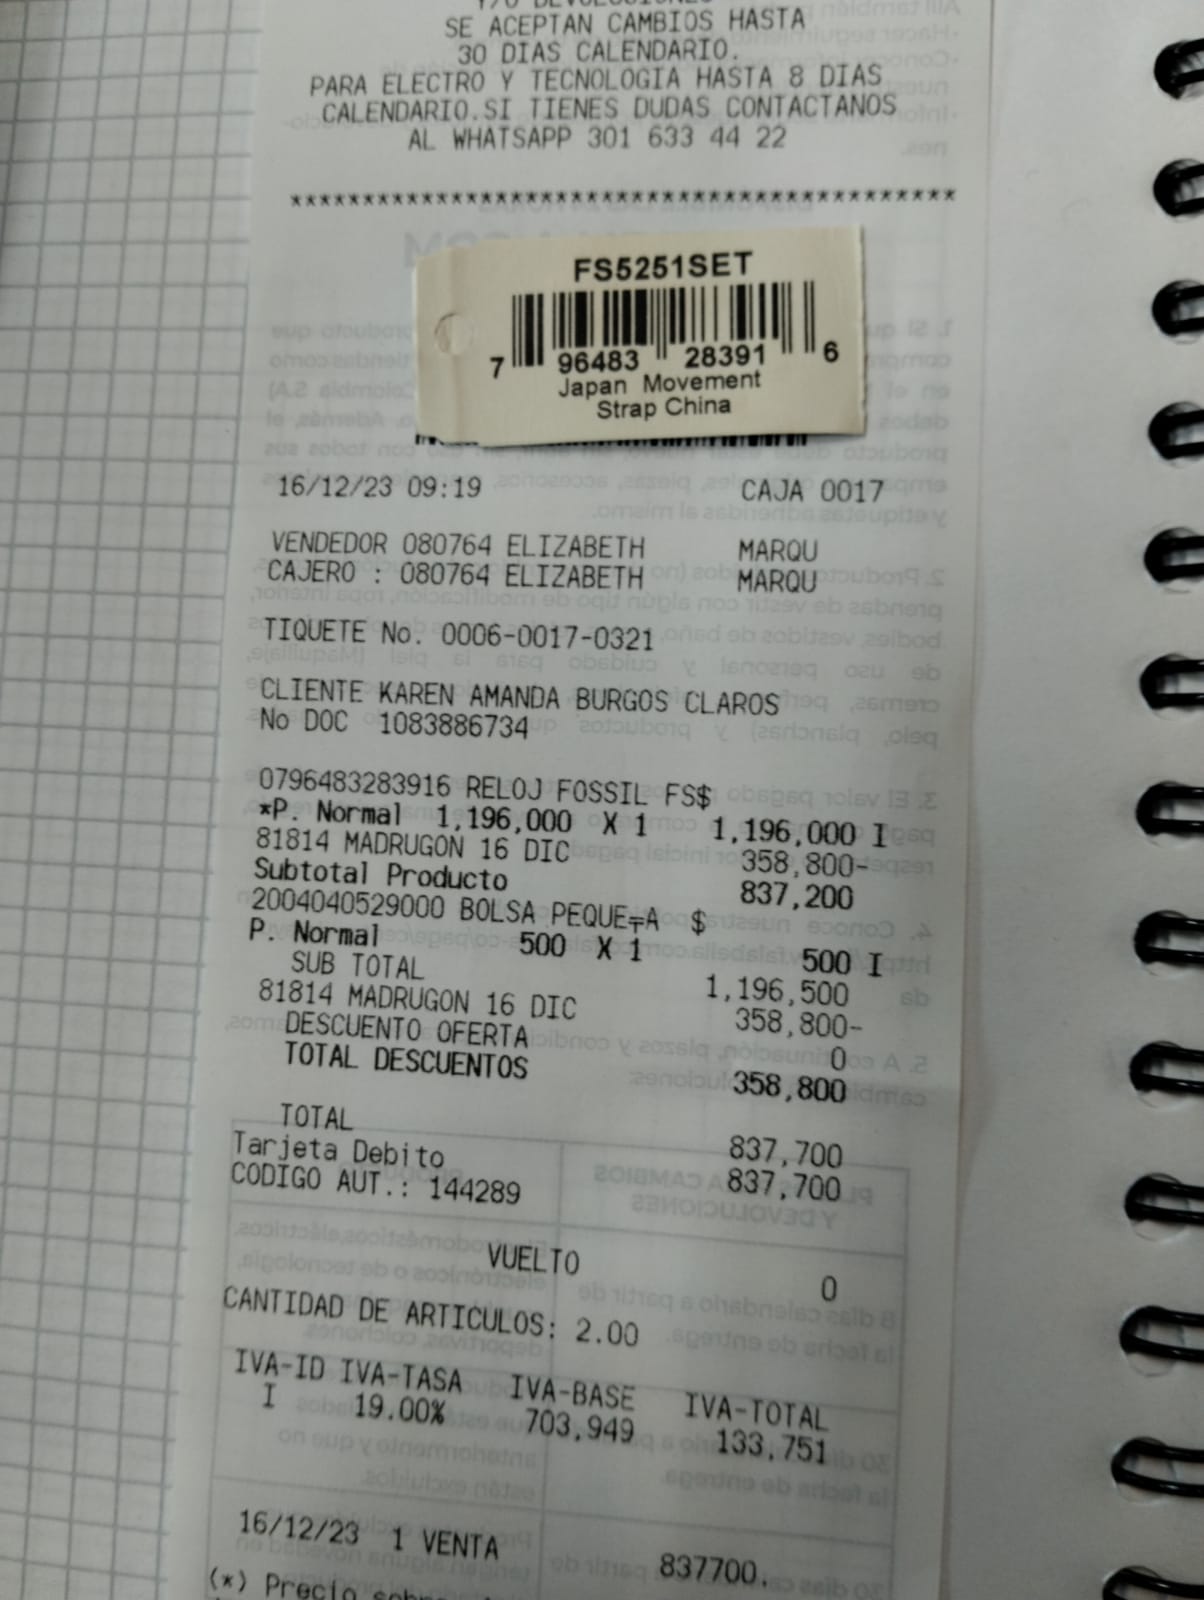 Y/O DEVOLUCIONES
SE ACEPTAN CAMBIOS HASTA
30 DIAS CALENDARIO.
PARA ELECTRO Y TECNOLOGIA HASTA 8 DIAS
CALENDARIO.SI TIENES DUDAS CONTACTANOS
AL WHATSAPP 301 633 44 22
**********************************************
FS5251SET
7 96483 28391 6
Japan Movement
Strap China
16/12/23 09:19 CAJA 0017
VENDEDOR 080764 ELIZABETH MARQU
CAJERO : 080764 ELIZABETH MARQU
TIQUETE No. 0006-0017-0321
CLIENTE KAREN AMANDA BURGOS CLAROS
No DOC 1083886734
0796483283916 RELOJ FOSSIL FS$
*P. Normal 1,196,000 X 1 1,196,000 I
81814 MADRUGON 16 DIC 358,800-
Subtotal Producto 837,200
2004040529000 BOLSA PEQUE╤A $
P. Normal 500 X 1 500 I
SUB TOTAL 1,196,500
81814 MADRUGON 16 DIC 358,800-
DESCUENTO OFERTA 0
TOTAL DESCUENTOS 358,800
TOTAL 837,700
Tarjeta Debito 837,700
CODIGO AUT.: 144289
VUELTO 0
CANTIDAD DE ARTICULOS: 2.00
IVA-ID IVA-TASA IVA-BASE IVA-TOTAL
I 19.00% 703,949 133,751
16/12/23 1 VENTA 837700.
(*) Precio